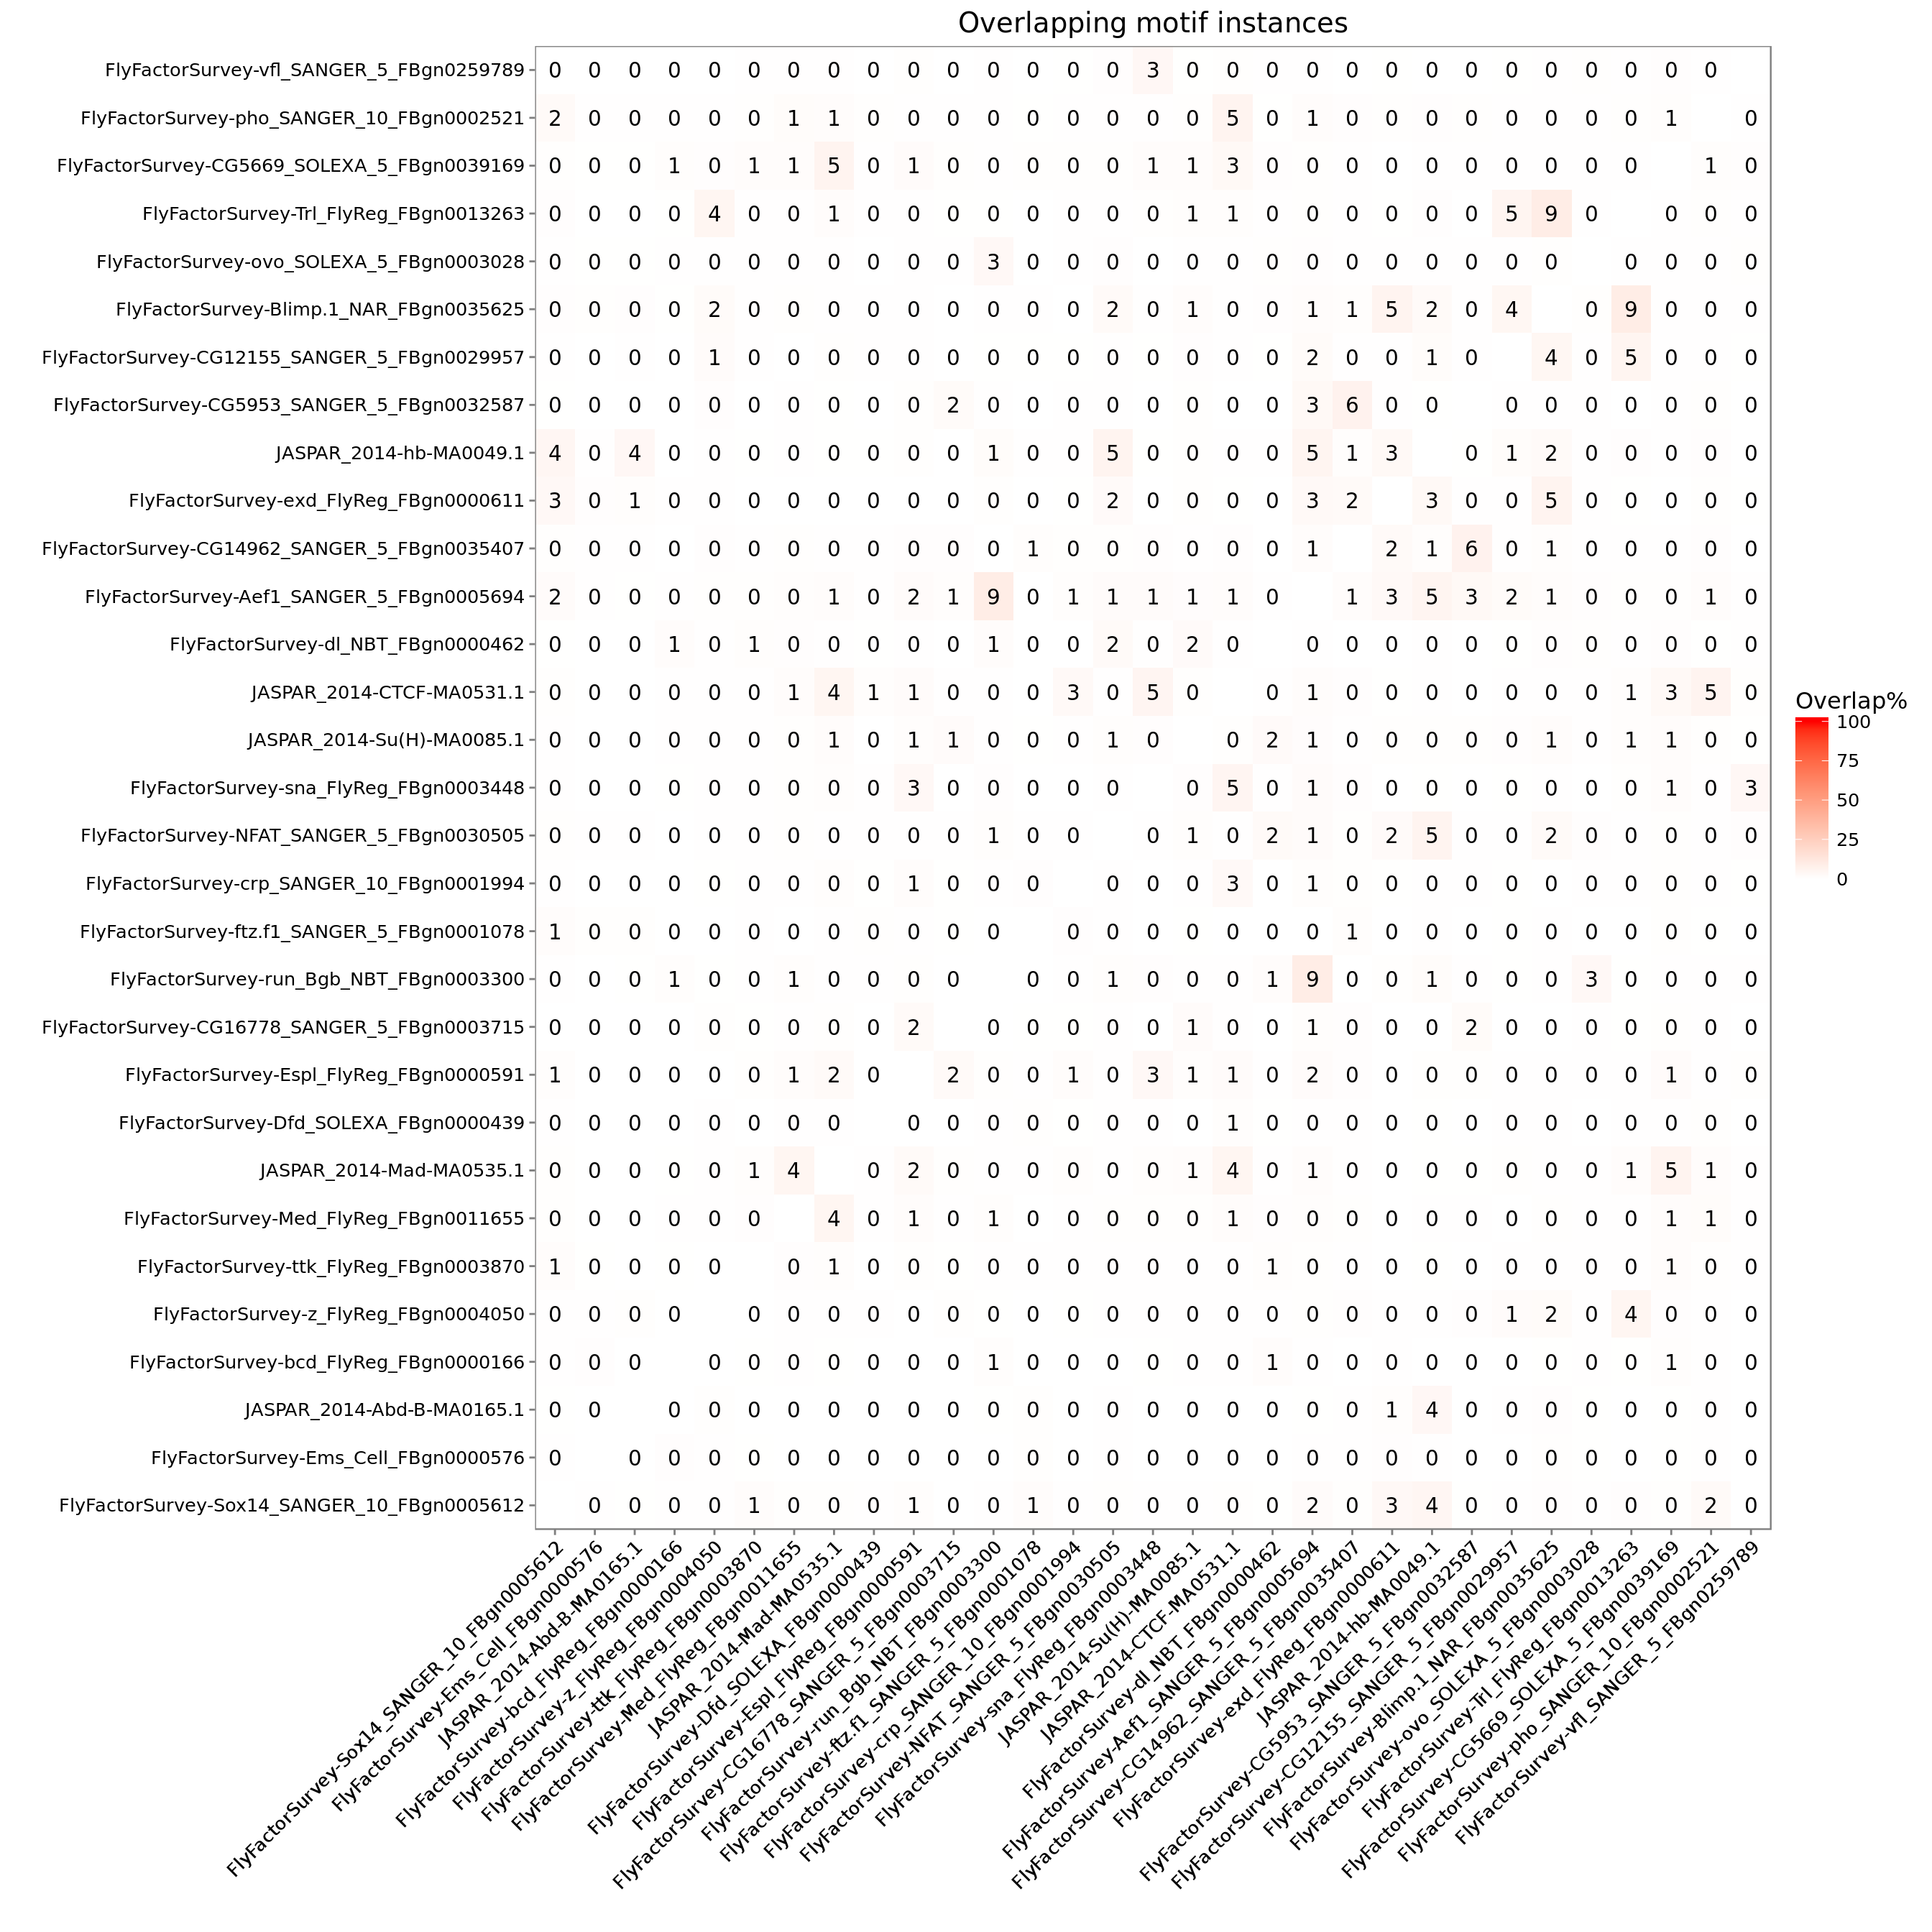 Overlapping motif instances
FlyFactorSurvey-vfl_SANGER_5_FBgn0259789 0 0 0 0 0 0 0 0 0 0 0 0 0 0 0 3 0 0 0 0 0 0 0 0 0 0 0 0 0 0
FlyFactorSurvey-pho_SANGER_10_FBgn0002521 2 0 0 0 0 0 1 1 0 0 0 0 0 0 0 0 0 5 0 1 0 0 0 0 0 0 0 0 1 0
FlyFactorSurvey-CG5669_SOLEXA_5_FBgn0039169 0 0 0 1 0 1 1 5 0 1 0 0 0 0 0 1 1 3 0 0 0 0 0 0 0 0 0 0 1 0
FlyFactorSurvey-Trl_FlyReg_FBgn0013263 0 0 0 0 4 0 0 1 0 0 0 0 0 0 0 0 1 1 0 0 0 0 0 0 5 9 0 0 0 0
FlyFactorSurvey-ovo_SOLEXA_5_FBgn0003028 0 0 0 0 0 0 0 0 0 0 0 3 0 0 0 0 0 0 0 0 0 0 0 0 0 0 0 0 0 0
FlyFactorSurvey-Blimp.1_NAR_FBgn0035625 0 0 0 0 2 0 0 0 0 0 0 0 0 0 2 0 1 0 0 1 1 5 2 0 4 0 9 0 0 0
FlyFactorSurvey-CG12155_SANGER_5_FBgn0029957 0 0 0 0 1 0 0 0 0 0 0 0 0 0 0 0 0 0 0 2 0 0 1 0 4 0 5 0 0 0
FlyFactorSurvey-CG5953_SANGER_5_FBgn0032587 0 0 0 0 0 0 0 0 0 0 2 0 0 0 0 0 0 0 0 3 6 0 0 0 0 0 0 0 0 0
JASPAR_2014-hb-MA0049.1 4 0 4 0 0 0 0 0 0 0 0 1 0 0 5 0 0 0 0 5 1 3 0 1 2 0 0 0 0 0
FlyFactorSurvey-exd_FlyReg_FBgn0000611 3 0 1 0 0 0 0 0 0 0 0 0 0 0 2 0 0 0 0 3 2 3 0 0 5 0 0 0 0 0
FlyFactorSurvey-CG14962_SANGER_5_FBgn0035407 0 0 0 0 0 0 0 0 0 0 0 0 1 0 0 0 0 0 0 1 2 1 6 0 1 0 0 0 0 0
FlyFactorSurvey-Aef1_SANGER_5_FBgn0005694 2 0 0 0 0 0 0 1 0 2 1 9 0 1 1 1 1 1 0 1 3 5 3 2 1 0 0 0 1 0
FlyFactorSurvey-dl_NBT_FBgn0000462 0 0 0 1 0 1 0 0 0 0 0 1 0 0 2 0 2 0 0 0 0 0 0 0 0 0 0 0 0 0
JASPAR_2014-CTCF-MA0531.1 0 0 0 0 0 0 1 4 1 1 0 0 0 3 0 5 0 0 1 0 0 0 0 0 0 0 1 3 5 0
Overlap%
100
75
50
25
0
JASPAR_2014-Su(H)-MA0085.1 0 0 0 0 0 0 0 1 0 1 1 0 0 0 1 0 0 2 1 0 0 0 0 0 1 0 1 1 0 0
FlyFactorSurvey-sna_FlyReg_FBgn0003448 0 0 0 0 0 0 0 0 0 3 0 0 0 0 0 0 5 0 1 0 0 0 0 0 0 0 0 1 0 3
FlyFactorSurvey-NFAT_SANGER_5_FBgn0030505 0 0 0 0 0 0 0 0 0 0 0 1 0 0 0 1 0 2 1 0 2 5 0 0 2 0 0 0 0 0
FlyFactorSurvey-crp_SANGER_10_FBgn0001994 0 0 0 0 0 0 0 0 0 1 0 0 0 0 0 0 3 0 1 0 0 0 0 0 0 0 0 0 0 0
FlyFactorSurvey-ftz.f1_SANGER_5_FBgn0001078 1 0 0 0 0 0 0 0 0 0 0 0 0 0 0 0 0 0 0 1 0 0 0 0 0 0 0 0 0 0
FlyFactorSurvey-run_Bgb_NBT_FBgn0003300 0 0 0 1 0 0 1 0 0 0 0 0 0 1 0 0 0 1 9 0 0 1 0 0 0 3 0 0 0 0
FlyFactorSurvey-CG16778_SANGER_5_FBgn0003715 0 0 0 0 0 0 0 0 0 2 0 0 0 0 0 1 0 0 1 0 0 0 2 0 0 0 0 0 0 0
FlyFactorSurvey-Espl_FlyReg_FBgn0000591 1 0 0 0 0 0 1 2 0 2 0 0 1 0 3 1 1 0 2 0 0 0 0 0 0 0 0 1 0 0
FlyFactorSurvey-Dfd_SOLEXA_FBgn0000439 0 0 0 0 0 0 0 0 0 0 0 0 0 0 0 0 1 0 0 0 0 0 0 0 0 0 0 0 0 0
JASPAR_2014-Mad-MA0535.1 0 0 0 0 0 1 4 0 2 0 0 0 0 0 0 1 4 0 1 0 0 0 0 0 0 0 1 5 1 0
FlyFactorSurvey-Med_FlyReg_FBgn0011655 0 0 0 0 0 0 4 0 1 0 1 0 0 0 0 0 1 0 0 0 0 0 0 0 0 0 0 1 1 0
FlyFactorSurvey-ttk_FlyReg_FBgn0003870 1 0 0 0 0 0 1 0 0 0 0 0 0 0 0 0 0 1 0 0 0 0 0 0 0 0 0 1 0 0
FlyFactorSurvey-z_FlyReg_FBgn0004050 0 0 0 0 0 0 0 0 0 0 0 0 0 0 0 0 0 0 0 0 0 0 0 1 2 0 4 0 0 0
FlyFactorSurvey-bcd_FlyReg_FBgn0000166 0 0 0 0 0 0 0 0 0 0 1 0 0 0 0 0 0 1 0 0 0 0 0 0 0 0 0 1 0 0
JASPAR_2014-Abd-B-MA0165.1 0 0 0 0 0 0 0 0 0 0 0 0 0 0 0 0 0 0 0 0 1 4 0 0 0 0 0 0 0 0
FlyFactorSurvey-Ems_Cell_FBgn0000576 0 0 0 0 0 0 0 0 0 0 0 0 0 0 0 0 0 0 0 0 0 0 0 0 0 0 0 0 0 0
FlyFactorSurvey-Sox14_SANGER_10_FBgn0005612 0 0 0 0 1 0 0 0 1 0 0 1 0 0 0 0 0 0 2 0 3 4 0 0 0 0 0 0 2 0
FlyFactorSurvey-Sox14_SANGER_10_FBgn0005612
FlyFactorSurvey-Ems_Cell_FBgn0000576
JASPAR_2014-Abd-B-MA0165.1
FlyFactorSurvey-bcd_FlyReg_FBgn0000166
FlyFactorSurvey-z_FlyReg_FBgn0004050
FlyFactorSurvey-ttk_FlyReg_FBgn0003870
FlyFactorSurvey-Med_FlyReg_FBgn0011655
JASPAR_2014-Mad-MA0535.1
FlyFactorSurvey-Dfd_SOLEXA_FBgn0000439
FlyFactorSurvey-Espl_FlyReg_FBgn0000591
FlyFactorSurvey-CG16778_SANGER_5_FBgn0003715
FlyFactorSurvey-run_Bgb_NBT_FBgn0003300
FlyFactorSurvey-ftz.f1_SANGER_5_FBgn0001078
FlyFactorSurvey-crp_SANGER_10_FBgn0001994
FlyFactorSurvey-NFAT_SANGER_5_FBgn0030505
FlyFactorSurvey-sna_FlyReg_FBgn0003448
JASPAR_2014-Su(H)-MA0085.1
JASPAR_2014-CTCF-MA0531.1
FlyFactorSurvey-dl_NBT_FBgn0000462
FlyFactorSurvey-Aef1_SANGER_5_FBgn0005694
FlyFactorSurvey-CG14962_SANGER_5_FBgn0035407
FlyFactorSurvey-exd_FlyReg_FBgn0000611
JASPAR_2014-hb-MA0049.1
FlyFactorSurvey-CG5953_SANGER_5_FBgn0032587
FlyFactorSurvey-CG12155_SANGER_5_FBgn0029957
FlyFactorSurvey-Blimp.1_NAR_FBgn0035625
FlyFactorSurvey-ovo_SOLEXA_5_FBgn0003028
FlyFactorSurvey-Trl_FlyReg_FBgn0013263
FlyFactorSurvey-CG5669_SOLEXA_5_FBgn0039169
FlyFactorSurvey-pho_SANGER_10_FBgn0002521
FlyFactorSurvey-vfl_SANGER_5_FBgn0259789